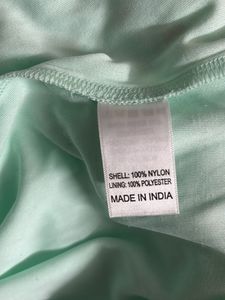 SHELL: 100% NYLON
LINING: 100% POLYESTER
MADE IN INDIA